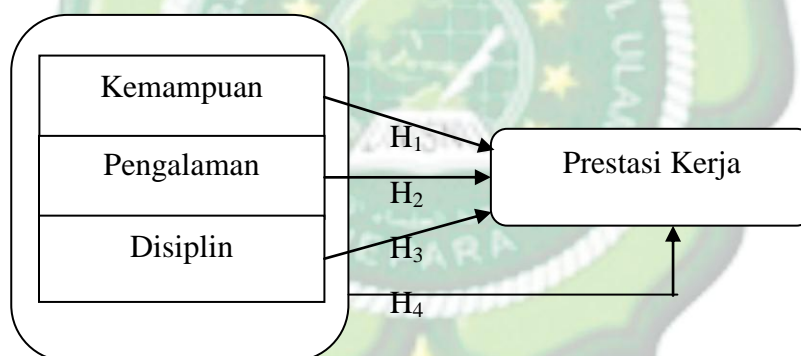 Kemampuan
Pengalaman
Disiplin
H₁
H₂
H₃
H₄
Prestasi Kerja